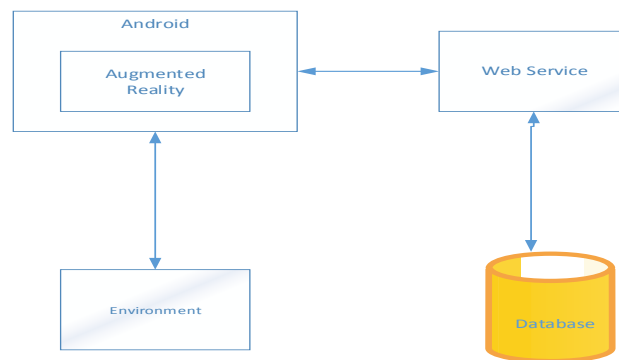 Android
Augmented
Reality
Web Service
Environment
Database